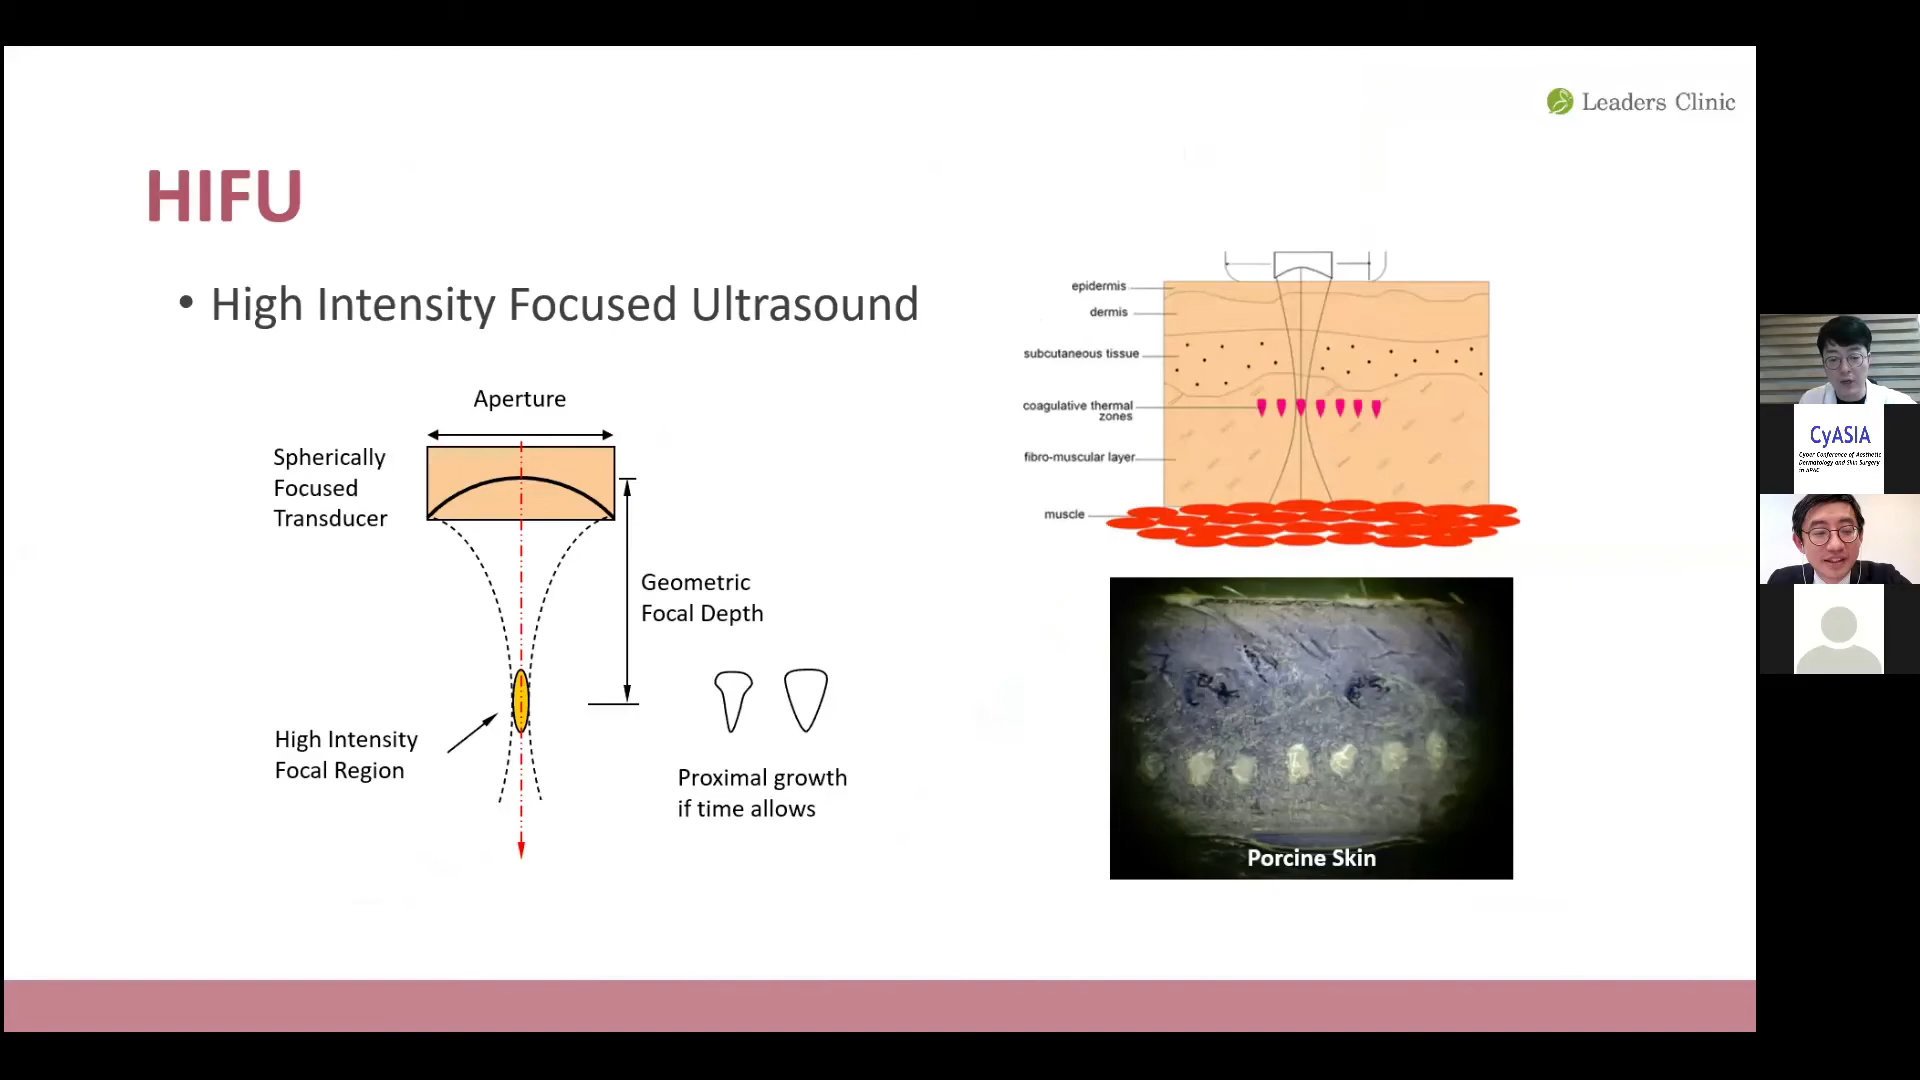 Leaders Clinic
HIFU
• High Intensity Focused Ultrasound
Aperture
Spherically
Focused
Transducer
Geometric
Focal Depth
High Intensity
Focal Region
Proximal growth
if time allows
epidermis
dermis
subcutaneous tissue
coagulative thermal
zones
fibro-muscular layer
muscle
Porcine Skin
CyASIA
Cyber Conference of Aesthetic
Dermatology and Skin Surgery
in APAC